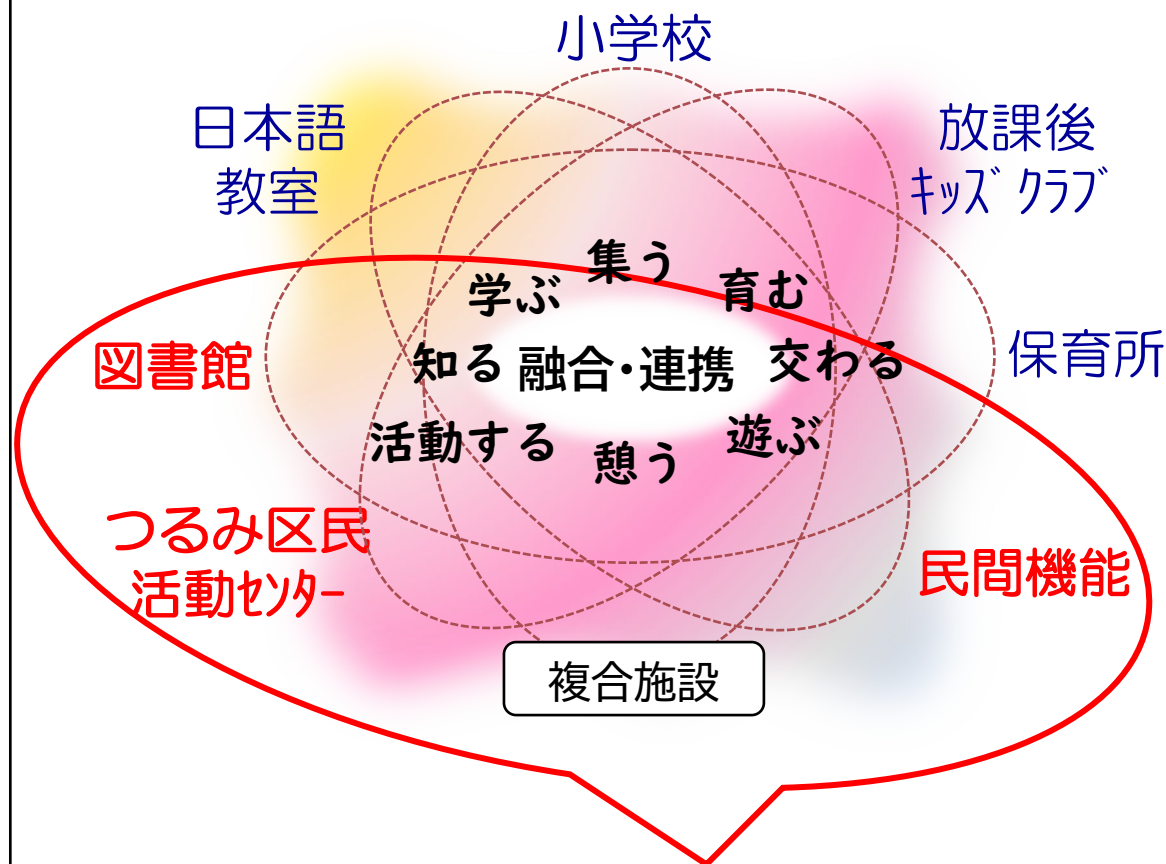 小学校
日本語
教室
放課後
ｷｯｽﾞｸﾗﾌﾞ
集う
学ぶ
育む
図書館
知る
融合・連携
交わる
保育所
活動する
憩う
遊ぶ
つるみ区民
活動ｾﾝﾀｰ
民間機能
複合施設